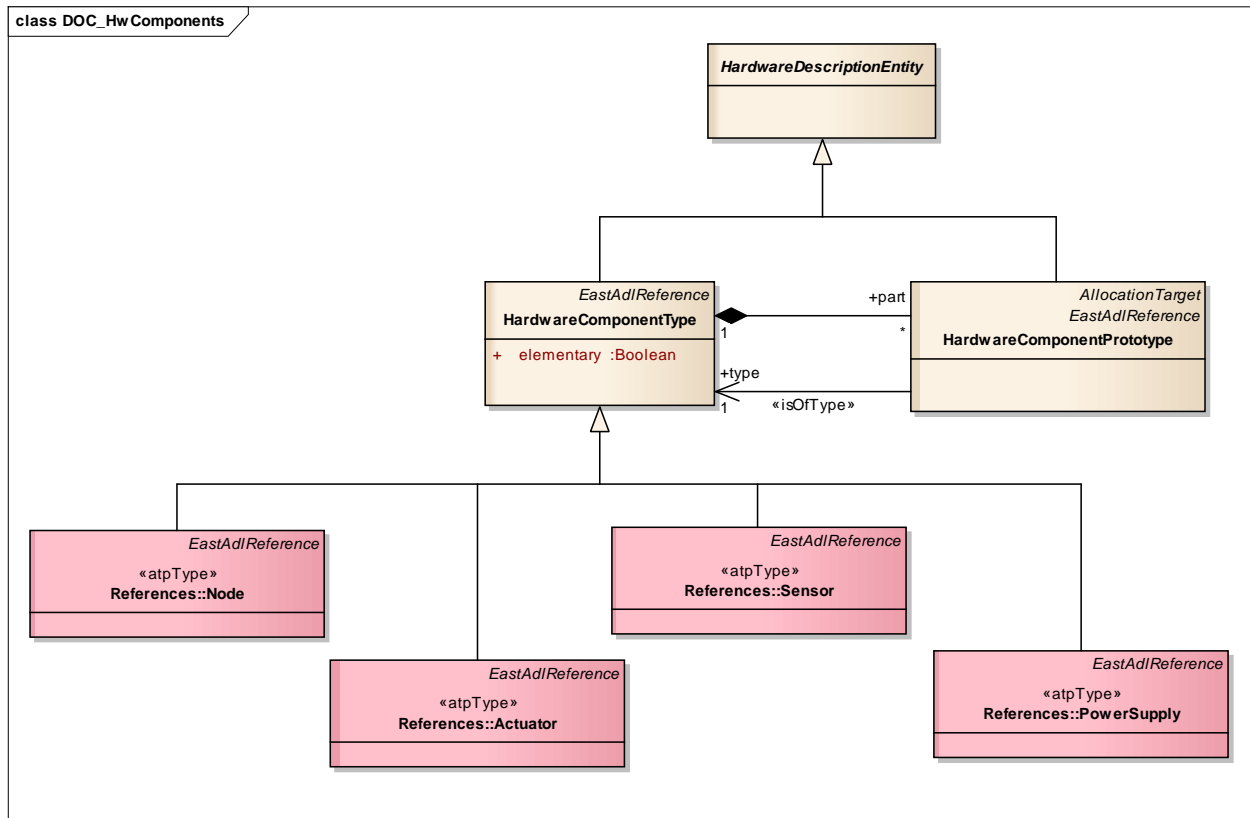 class DOC_HwComponents
HardwareDescriptionEntity
EastAdlReference
HardwareComponentType
+ elementary :Boolean
+part
1
*
+type
1
«isOfType»
AllocationTarget
EastAdlReference
HardwareComponentPrototype
EastAdlReference
«atpType»
References::Node
EastAdlReference
«atpType»
References::Actuator
EastAdlReference
«atpType»
References::Sensor
EastAdlReference
«atpType»
References::PowerSupply